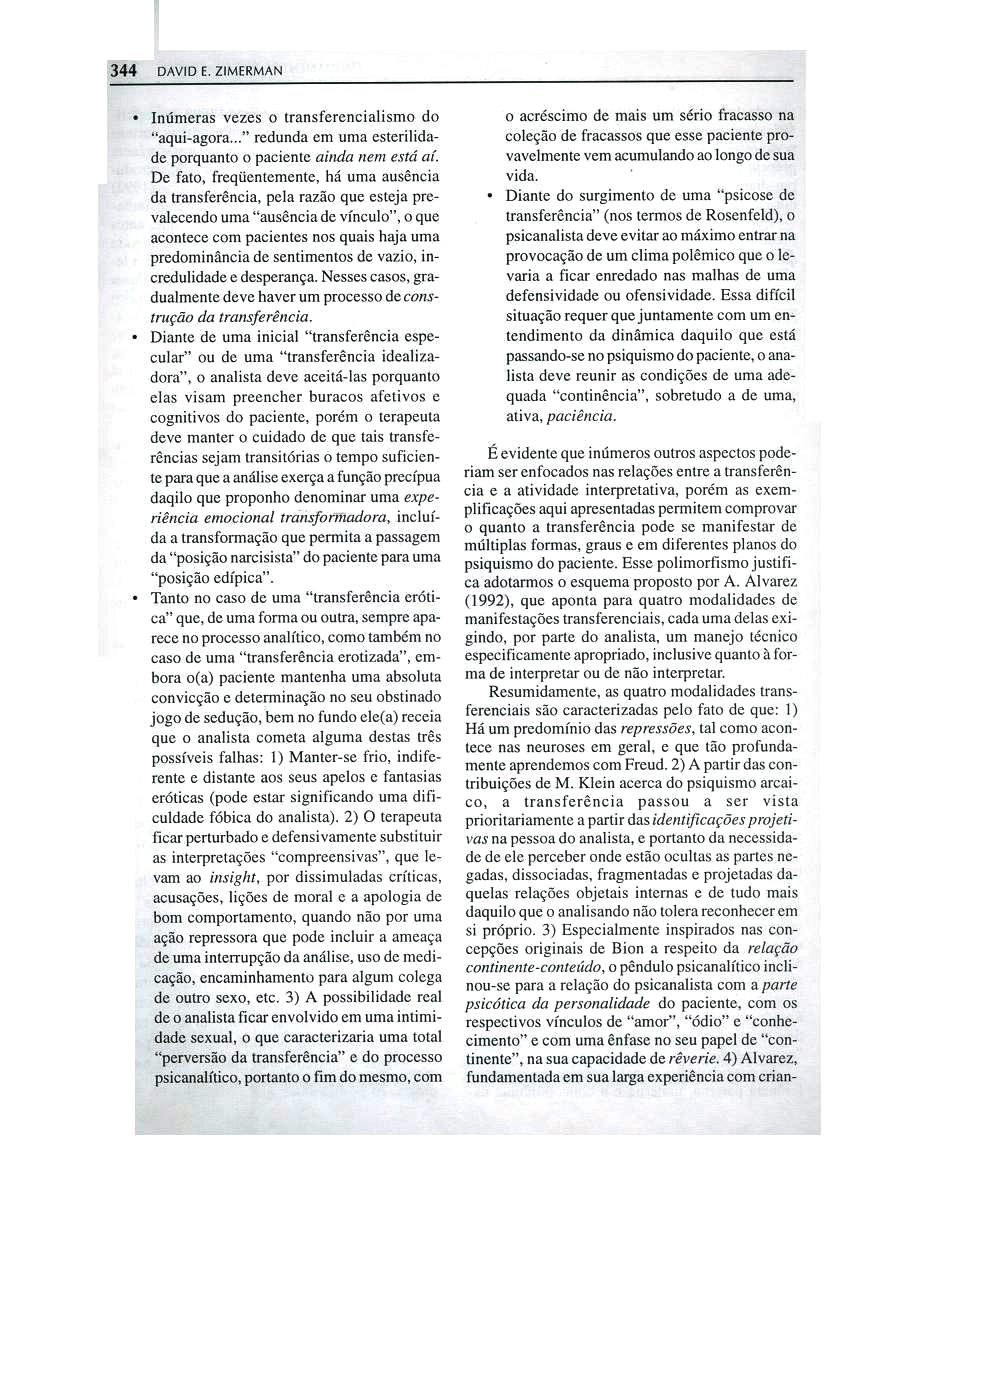 344 DAVID E. ZIMERMAN
• Inúmeras vezes o transferencialismo do
“aqui-agora...” redunda em uma esterilida-
de porquanto o paciente ainda nem está aí.
De fato, freqüentemente, há uma ausência
da transferência, pela razão que esteja pre-
valecendo uma “ausência de vínculo”, o que
acontece com pacientes nos quais haja uma
predominância de sentimentos de vazio, in-
credulidade e desperança. Nesses casos, gra-
dualmente deve haver um processo de cons-
trução da transferência.
• Diante de uma inicial “transferência espe-
cular” ou de uma “transferência idealiza-
dora”, o analista deve aceitá-las porquanto
elas visam preencher buracos afetivos e
cognitivos do paciente, porém o terapeuta
deve manter o cuidado de que tais transfe-
rências sejam transitórias o tempo suficien-
te para que a análise exerça a função precípua
daqilo que proponho denominar uma expe-
riência emocional transformadora, incluí-
da a transformação que permita a passagem
da “posição narcisista” do paciente para uma
“posição edípica”.
• Tanto no caso de uma “transferência eróti-
ca” que, de uma forma ou outra, sempre apa-
rece no processo analítico, como também no
caso de uma “transferência erotizada”, em-
bora o(a) paciente mantenha uma absoluta
convicção e determinação no seu obstinado
jogo de sedução, bem no fundo ele(a) receia
que o analista cometa alguma destas três
possíveis falhas: 1) Manter-se frio, indife-
rente e distante aos seus apelos e fantasias
eróticas (pode estar significando uma difi-
culdade fóbica do analista). 2) O terapeuta
ficar perturbado e defensivamente substituir
as interpretações “compreensivas”, que le-
vam ao insight, por dissimuladas críticas,
acusações, lições de moral e a apologia de
bom comportamento, quando não por uma
ação repressora que pode incluir a ameaça
de uma interrupção da análise, uso de medi-
cação, encaminhamento para algum colega
de outro sexo, etc. 3) A possibilidade real
de o analista ficar envolvido em uma intimi-
dade sexual, o que caracterizaria uma total
“perversão da transferência” e do processo
psicanalítico, portanto o fim do mesmo, com
o acréscimo de mais um sério fracasso na
coleção de fracassos que esse paciente pro-
vavelmente vem acumulando ao longo de sua
vida.
• Diante do surgimento de uma “psicose de
transferência” (nos termos de Rosenfeld), o
psicanalista deve evitar ao máximo entrar na
provocação de um clima polêmico que o le-
varia a ficar enredado nas malhas de uma
defensividade ou ofensividade. Essa difícil
situação requer que juntamente com um en-
tendimento da dinâmica daquilo que está
passando-se no psiquismo do paciente, o ana-
lista deve reunir as condições de uma ade-
quada “continência”, sobretudo a de uma,
ativa, paciência.
É evidente que inúmeros outros aspectos pode-
riam ser enfocados nas relações entre a transferên-
cia e a atividade interpretativa, porém as exem-
plificações aqui apresentadas permitem comprovar
o quanto a transferência pode se manifestar de
múltiplas formas, graus e em diferentes planos do
psiquismo do paciente. Esse polimorfismo justifi-
ca adotarmos o esquema proposto por A. Alvarez
(1992), que aponta para quatro modalidades de
manifestações transferenciais, cada uma delas exi-
gindo, por parte do analista, um manejo técnico
especificamente apropriado, inclusive quanto à for-
ma de interpretar ou de não interpretar.
Resumidamente, as quatro modalidades trans-
ferenciais são caracterizadas pelo fato de que: 1)
Há um predomínio das repressões, tal como acon-
tece nas neuroses em geral, e que tão profunda-
mente aprendemos com Freud. 2) A partir das con-
tribuições de M. Klein acerca do psiquismo arcai-
co, a transferência passou a ser vista
prioritariamente a partir das identificações projeti-
vas na pessoa do analista, e portanto da necessida-
de de ele perceber onde estão ocultas as partes ne-
gadas, dissociadas, fragmentadas e projetadas da-
quelas relações objetais internas e de tudo mais
daquilo que o analisando não tolera reconhecer em
si próprio. 3) Especialmente inspirados nas con-
cepções originais de Bion a respeito da relação
continente-conteúdo, o pêndulo psicanalítico incli-
nou-se para a relação do psicanalista com a parte
psicótica da personalidade do paciente, com os
respectivos vínculos de “amor”, “ódio” e “conhe-
cimento” e com uma ênfase no seu papel de “con-
tinente”, na sua capacidade de rêverie. 4) Alvarez,
fundamentada em sua larga experiência com crian-